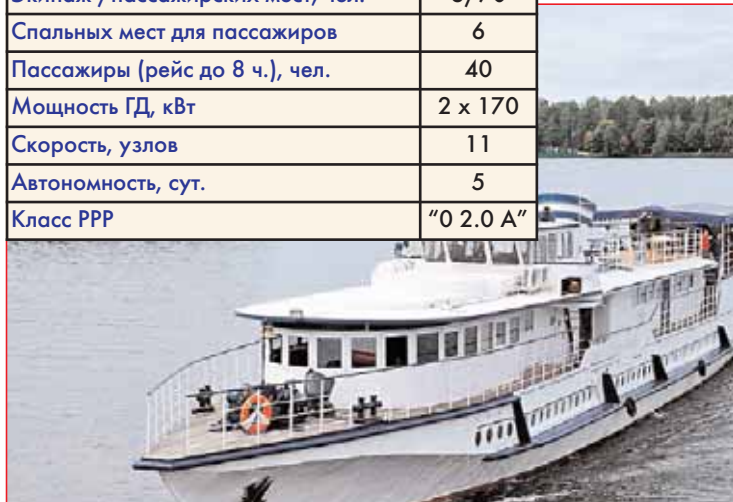 Спальных мест для пассажиров 6
Пассажиры (рейс до 8 ч.), чел. 40
Мощность ГД, кВт 2 x 170
Скорость, узлов 11
Автономность, сут. 5
Класс РРР "0 2.0 А"